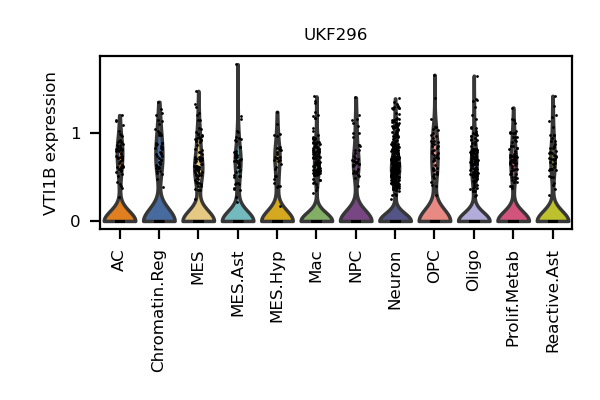 UKF296
VTI1B expression
1
0
AC
Chromatin.Reg
MES
MES.Ast
MES.Hyp
Mac
NPC
Neuron
OPC
Oligo
Prolif.Metab
Reactive.Ast